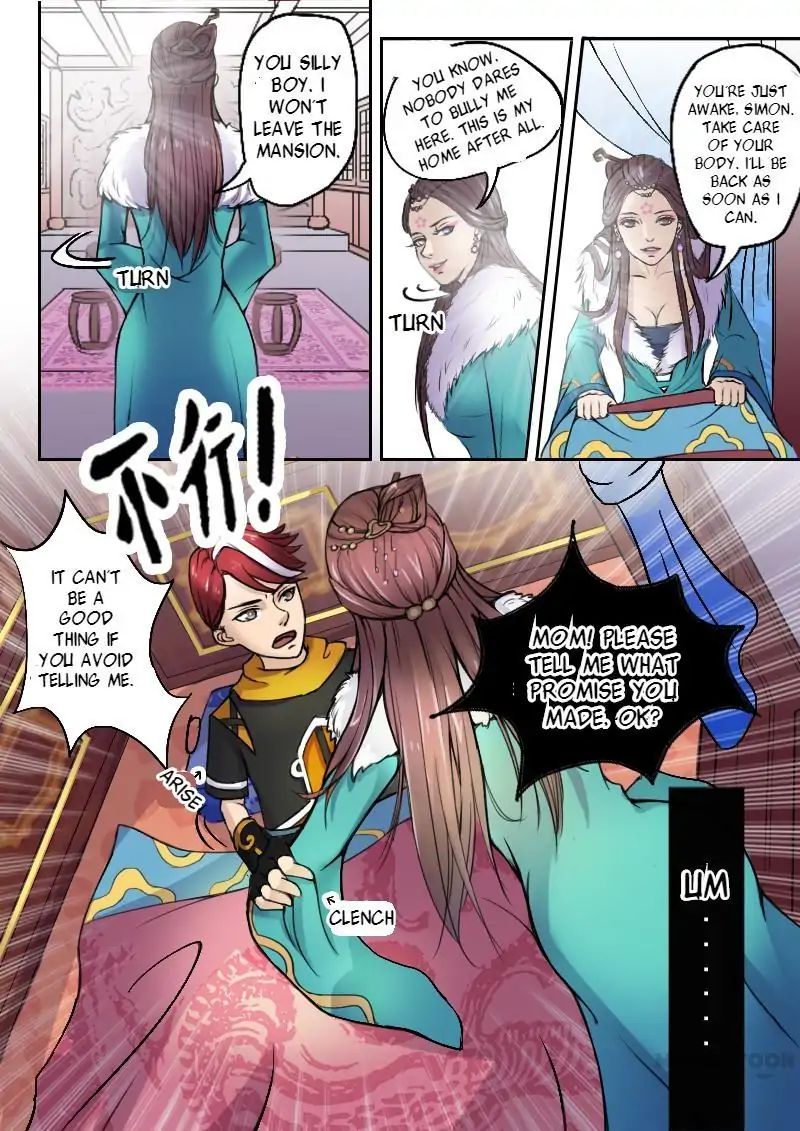 YOU SILLY
BOY. I
WON'T
LEAVE THE
MANSION.
TURN
YOU KNOW,
NOBODY DARES
TO BULLY ME
HERE. THIS IS MY
HOME AFTER ALL.
TURN
YOU'RE JUST
AWAKE, SIMON.
TAKE CARE
OF YOUR
BODY. I'LL BE
BACK AS
SOON AS I
CAN.
不行!
IT CAN'T
BE A
GOOD
THING IF
YOU AVOID
TELLING ME.
MOM! PLEASE
TELL ME WHAT
PROMISE YOU
MADE, OK?
ARISE
CLENCH
UM
......